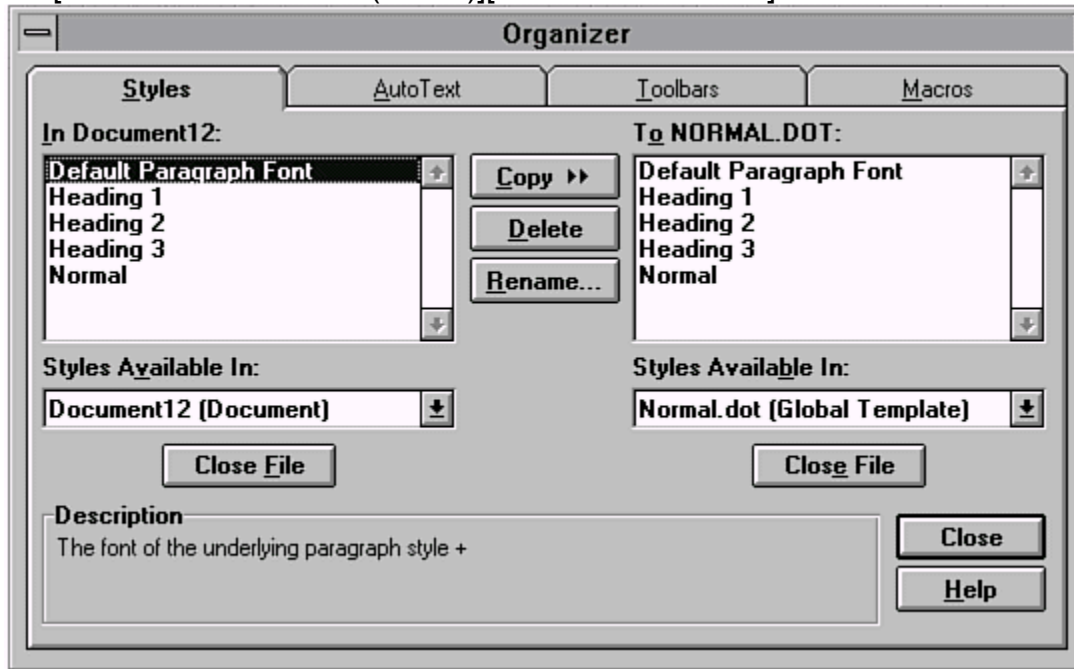 Organizer
Styles AutoText Toolbars Macros
In Document12: To NORMAL.DOT:
Default Paragraph Font
Heading 1
Heading 2
Heading 3
Normal
Copy
Delete
Rename...
Default Paragraph Font
Heading 1
Heading 2
Heading 3
Normal
Styles Available In: Styles Available In:
Document12 (Document) Normal.dot (Global Template)
Close File Close File
Description
The font of the underlying paragraph style +
Close
Help